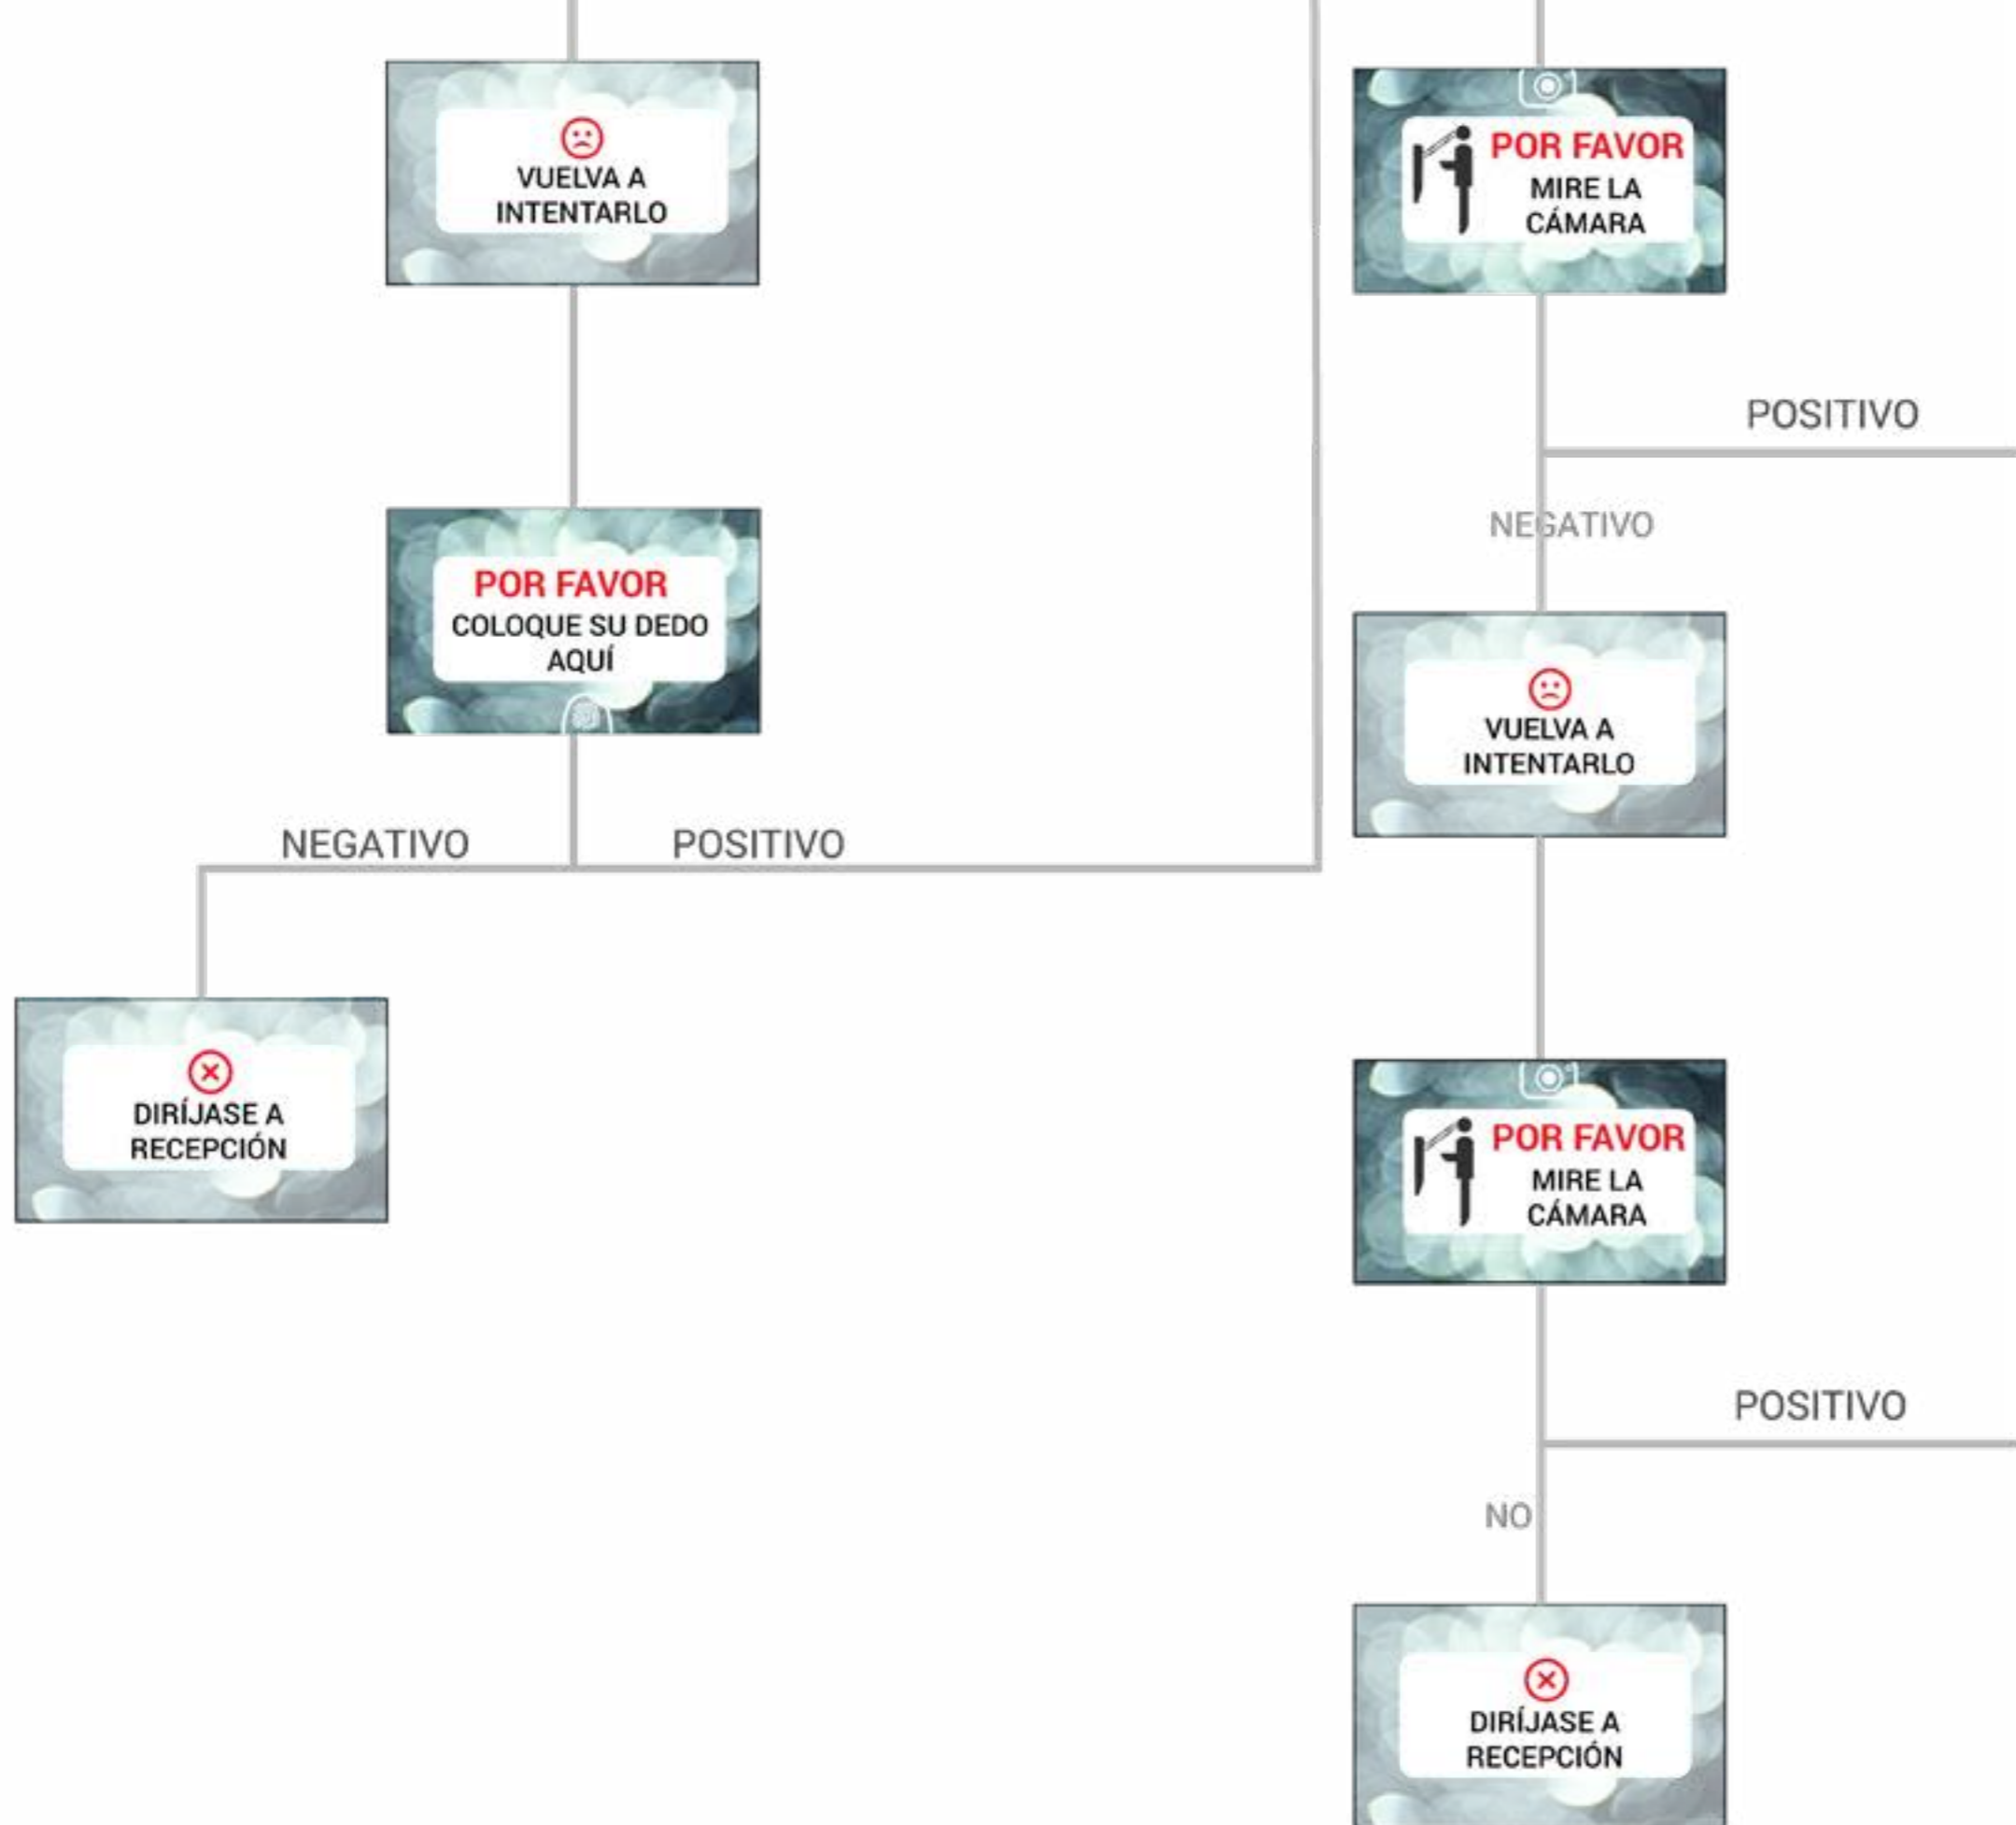 VUELVA A
INTENTARLO
POR FAVOR
COLOQUE SU DEDO
AQUÍ
NEGATIVO
POSITIVO
DIRÍJASE A
RECEPCIÓN
POR FAVOR
MIRE LA
CÁMARA
POSITIVO
NEGATIVO
VUELVA A
INTENTARLO
POR FAVOR
MIRE LA
CÁMARA
POSITIVO
NO
DIRÍJASE A
RECEPCIÓN